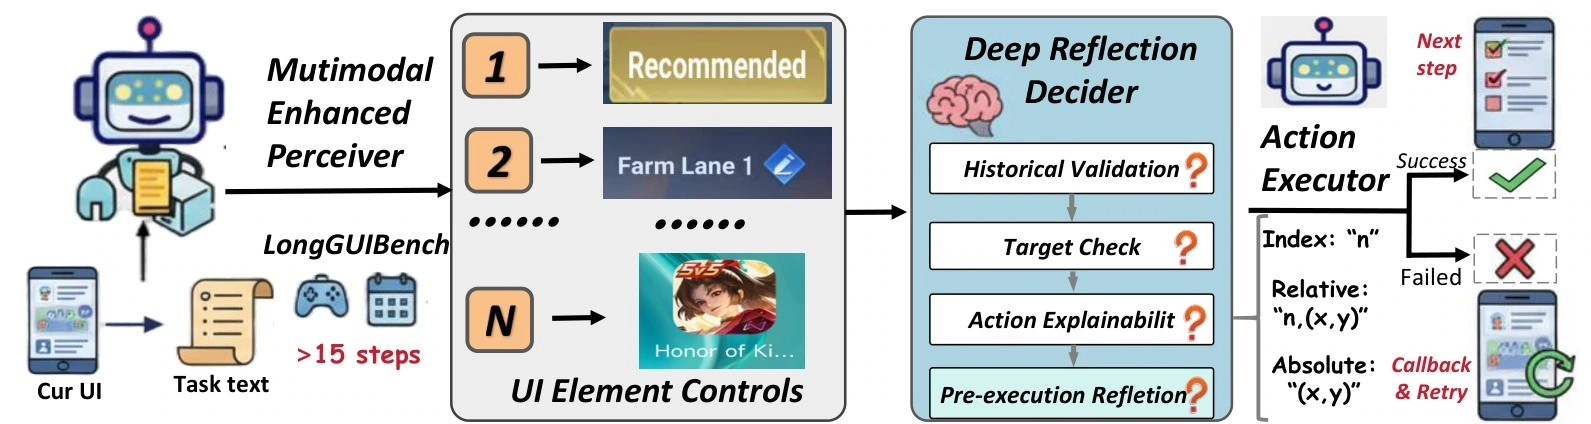 Mutimodal
Enhanced
Perceiver
LongGUIBench
>15 steps
Cur UI
Task text
1
Recommended
2
Farm Lane 1
N
5v5
Honor of Ki...
UI Element Controls
Deep Reflection
Decider
Historical Validation?
Target Check ?
Action Explainabilit ?
Pre-execution Refletion?
Action
Executor
Index: “n”
Relative:
“n,(x,y)”
Absolute:
“(x,y)”
Next
step
Success
Failed
Callback
& Retry